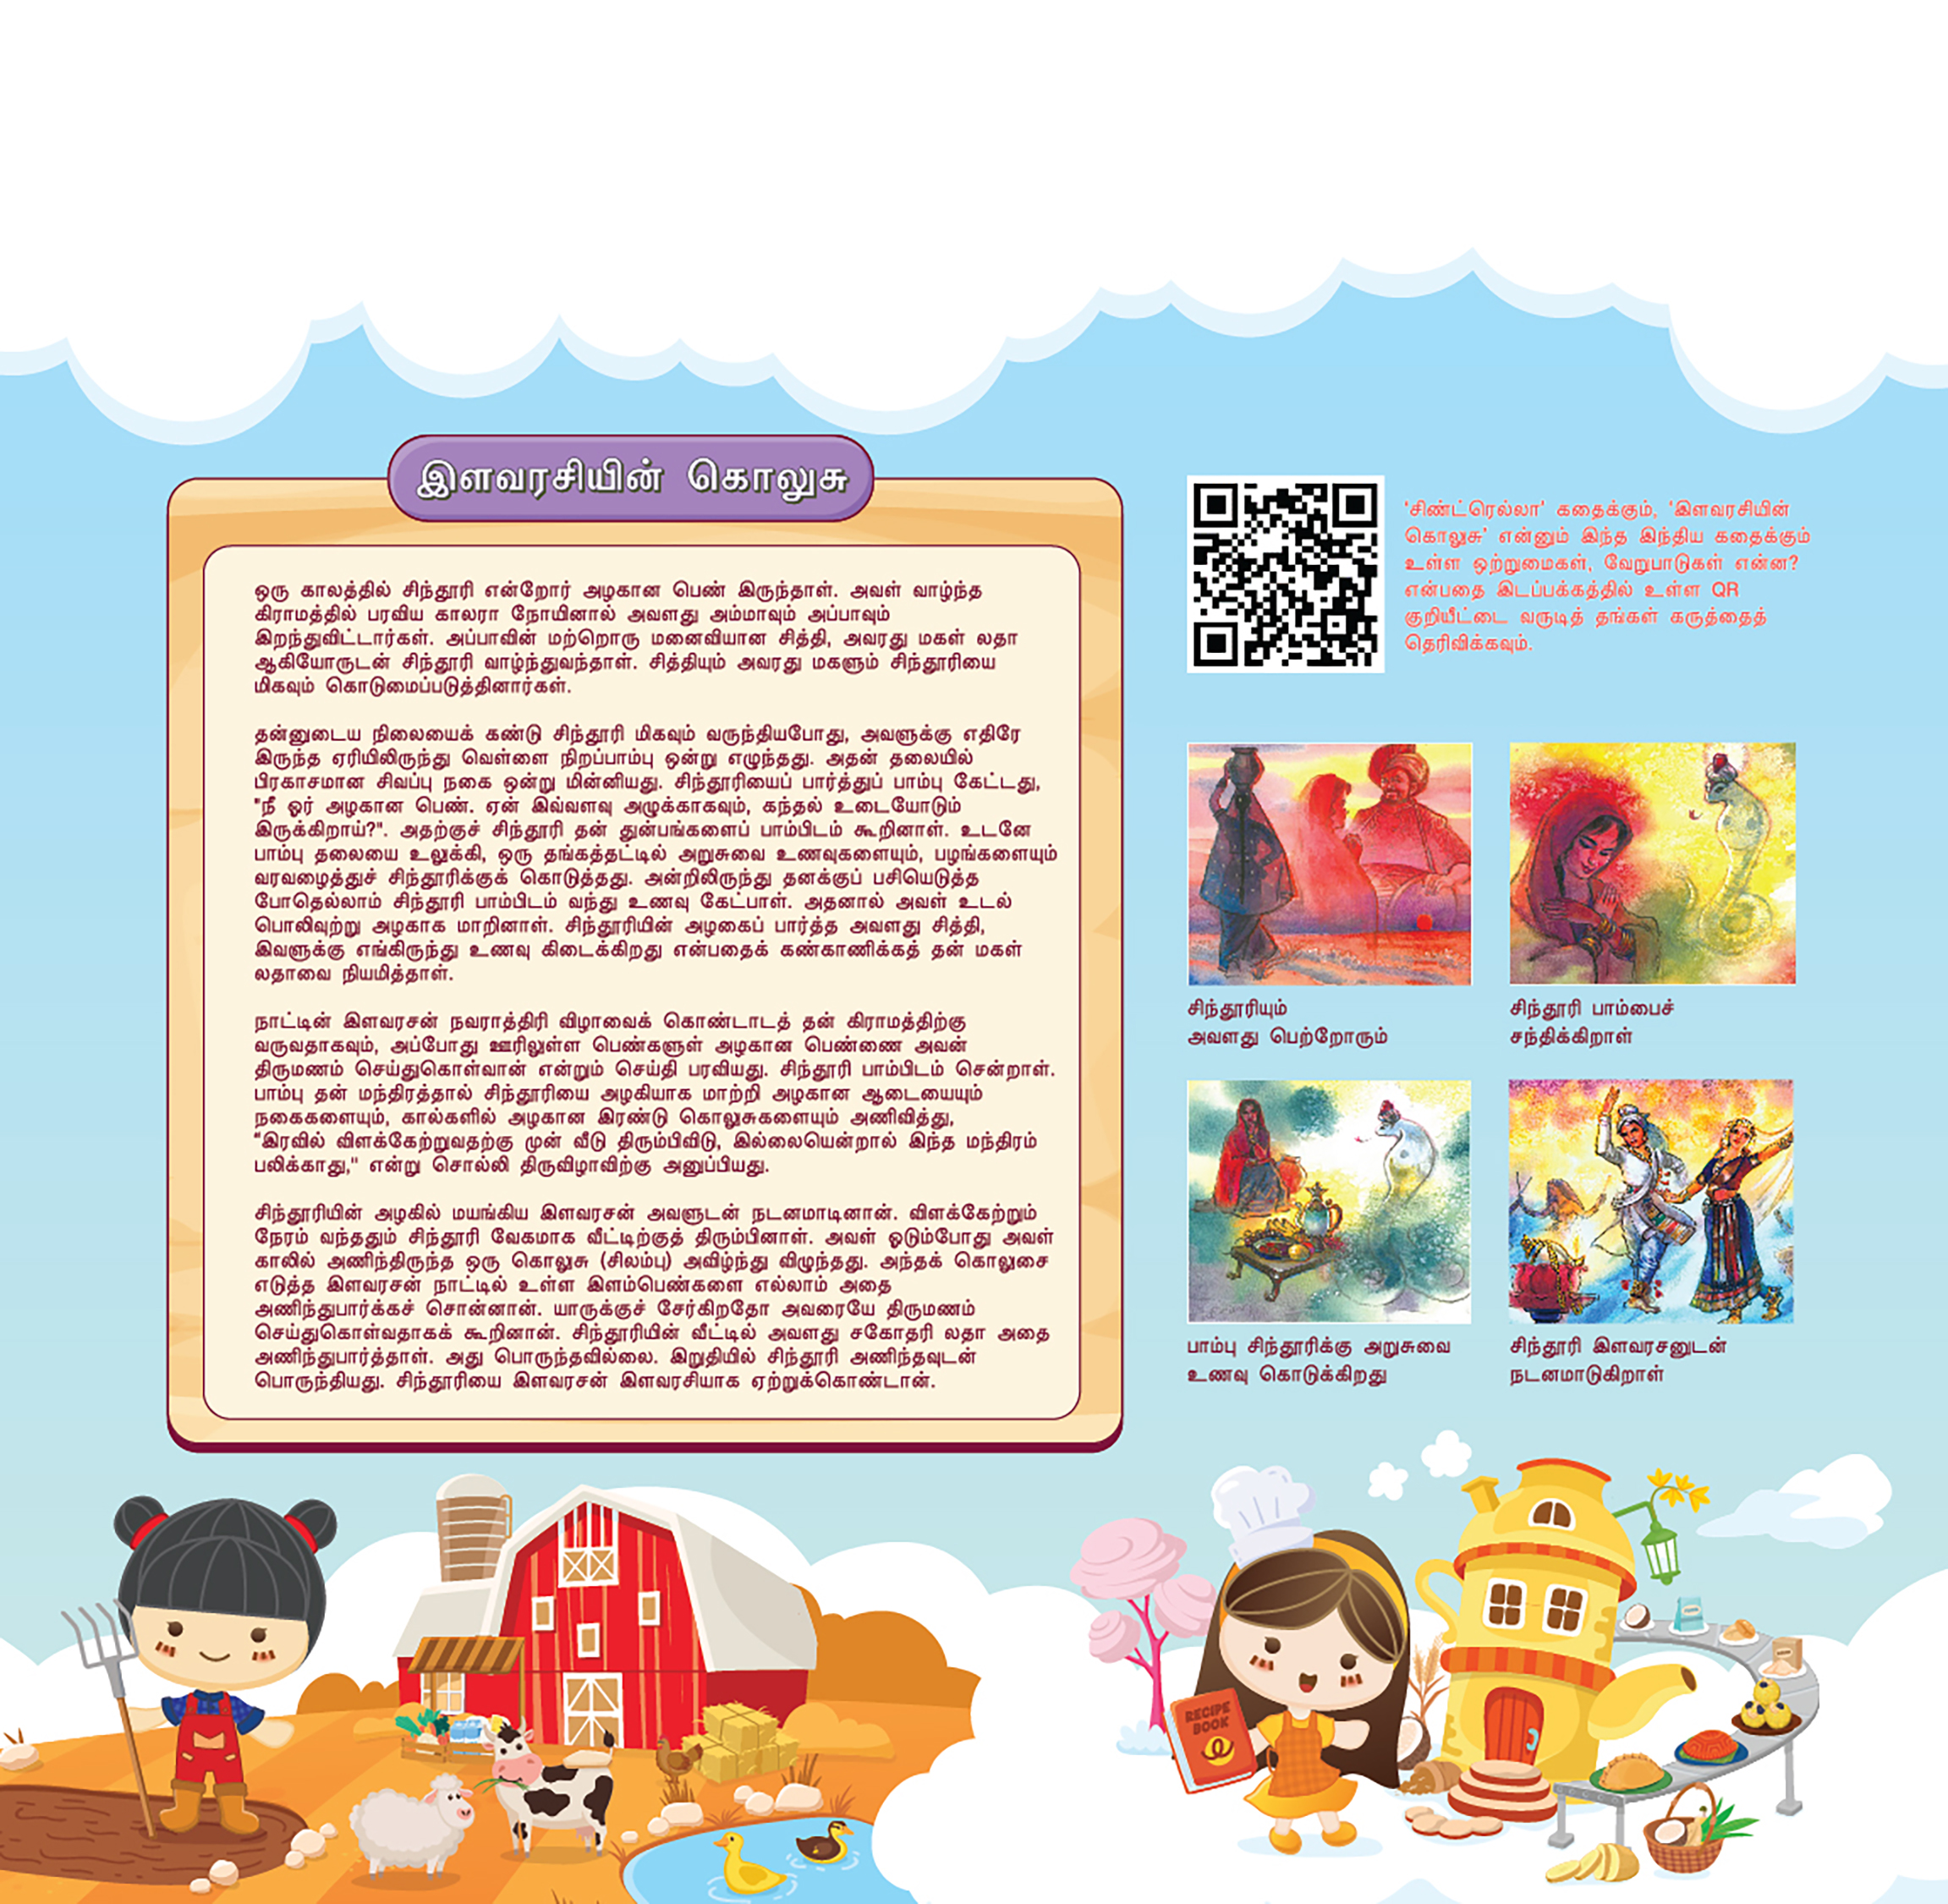 இளவரசியின் கொலுசு
ஒரு காலத்தில் சிந்தூரி என்றோர் அழகான பெண் இருந்தாள். அவள் வாழ்ந்த
கிராமத்தில் பரவிய காலரா நோயினால் அவளது அம்மாவும் அப்பாவும்
இறந்துவிட்டார்கள். அப்பாவின் மற்றொரு மனைவியான சித்தி, அவரது மகள் லதா
ஆகியோருடன் சிந்தூரி வாழ்ந்துவந்தாள். சித்தியும் அவரது மகளும் சிந்தூரியை
மிகவும் கொடுமைப்படுத்தினார்கள்.
தன்னுடைய நிலையைக் கண்டு சிந்தூரி மிகவும் வருந்தியபோது, அவளுக்கு எதிரே
இருந்த ஏரியிலிருந்து வெள்ளை நிறப்பாம்பு ஒன்று எழுந்தது. அதன் தலையில்
பிரகாசமான சிவப்பு நகை ஒன்று மின்னியது. சிந்தூரியைப் பார்த்துப் பாம்பு கேட்டது,
"நீ ஓர் அழகான பெண். ஏன் இவ்வளவு அழுக்காகவும், கந்தல் உடையோடும்
இருக்கிறாய்?". அதற்குச் சிந்தூரி தன் துன்பங்களைப் பாம்பிடம் கூறினாள். உடனே
பாம்பு தலையை உலுக்கி, ஒரு தங்கத்தட்டில் அறுசுவை உணவுகளையும், பழங்களையும்
வரவழைத்துச் சிந்தூரிக்குக் கொடுத்தது. அன்றிலிருந்து தனக்குப் பசியெடுத்த
போதெல்லாம் சிந்தூரி பாம்பிடம் வந்து உணவு கேட்பாள். அதனால் அவள் உடல்
பொலிவுற்று அழகாக மாறினாள். சிந்தூரியின் அழகைப் பார்த்த அவளது சித்தி,
இவளுக்கு எங்கிருந்து உணவு கிடைக்கிறது என்பதைக் கண்காணிக்கத் தன் மகள்
லதாவை நியமித்தாள்.
நாட்டின் இளவரசன் நவராத்திரி விழாவைக் கொண்டாடத் தன் கிராமத்திற்கு
வருவதாகவும், அப்போது ஊரிலுள்ள பெண்களுள் அழகான பெண்ணை அவன்
திருமணம் செய்துகொள்வான் என்றும் செய்தி பரவியது. சிந்தூரி பாம்பிடம் சென்றாள்.
பாம்பு தன் மந்திரத்தால் சிந்தூரியை அழகியாக மாற்றி அழகான ஆடையையும்
நகைகளையும், கால்களில் அழகான இரண்டு கொலுசுகளையும் அணிவித்து,
"இரவில் விளக்கேற்றுவதற்கு முன் வீடு திரும்பிவிடு, இல்லையென்றால் இந்த மந்திரம்
பலிக்காது," என்று சொல்லி திருவிழாவிற்கு அனுப்பியது.
சிந்தூரியின் அழகில் மயங்கிய இளவரசன் அவளுடன் நடனமாடினான். விளக்கேற்றும்
நேரம் வந்ததும் சிந்தூரி வேகமாக வீட்டிற்குத் திரும்பினாள். அவள் ஓடும்போது அவள்
காலில் அணிந்திருந்த ஒரு கொலுசு (சிலம்பு) அவிழ்ந்து விழுந்தது. அந்தக் கொலுசை
எடுத்த இளவரசன் நாட்டில் உள்ள இளம்பெண்களை எல்லாம் அதை
அணிந்துபார்க்கச் சொன்னான். யாருக்குச் சேர்கிறதோ அவரையே திருமணம்
செய்துகொள்வதாகக் கூறினான். சிந்தூரியின் வீட்டில் அவளது சகோதரி லதா அதை
அணிந்துபார்த்தாள். அது பொருந்தவில்லை. இறுதியில் சிந்தூரி அணிந்தவுடன்
பொருந்தியது. சிந்தூரியை இளவரசன் இளவரசியாக ஏற்றுக்கொண்டான்.
'சிண்ட்ரெல்லா' கதைக்கும், 'இளவரசியின்
கொலுசு' என்னும் இந்த இந்திய கதைக்கும்
உள்ள ஒற்றுமைகள், வேறுபாடுகள் என்ன?
என்பதை இடப்பக்கத்தில் உள்ள QR
குறியீட்டை வருடித் தங்கள் கருத்தைத்
தெரிவிக்கவும்.
சிந்தூரியும்
அவளது பெற்றோரும்
சிந்தூரி பாம்பைச்
சந்திக்கிறாள்
பாம்பு சிந்தூரிக்கு அறுசுவை
உணவு கொடுக்கிறது
சிந்தூரி இளவரசனுடன்
நடனமாடுகிறாள்
RECIPE
BOOK